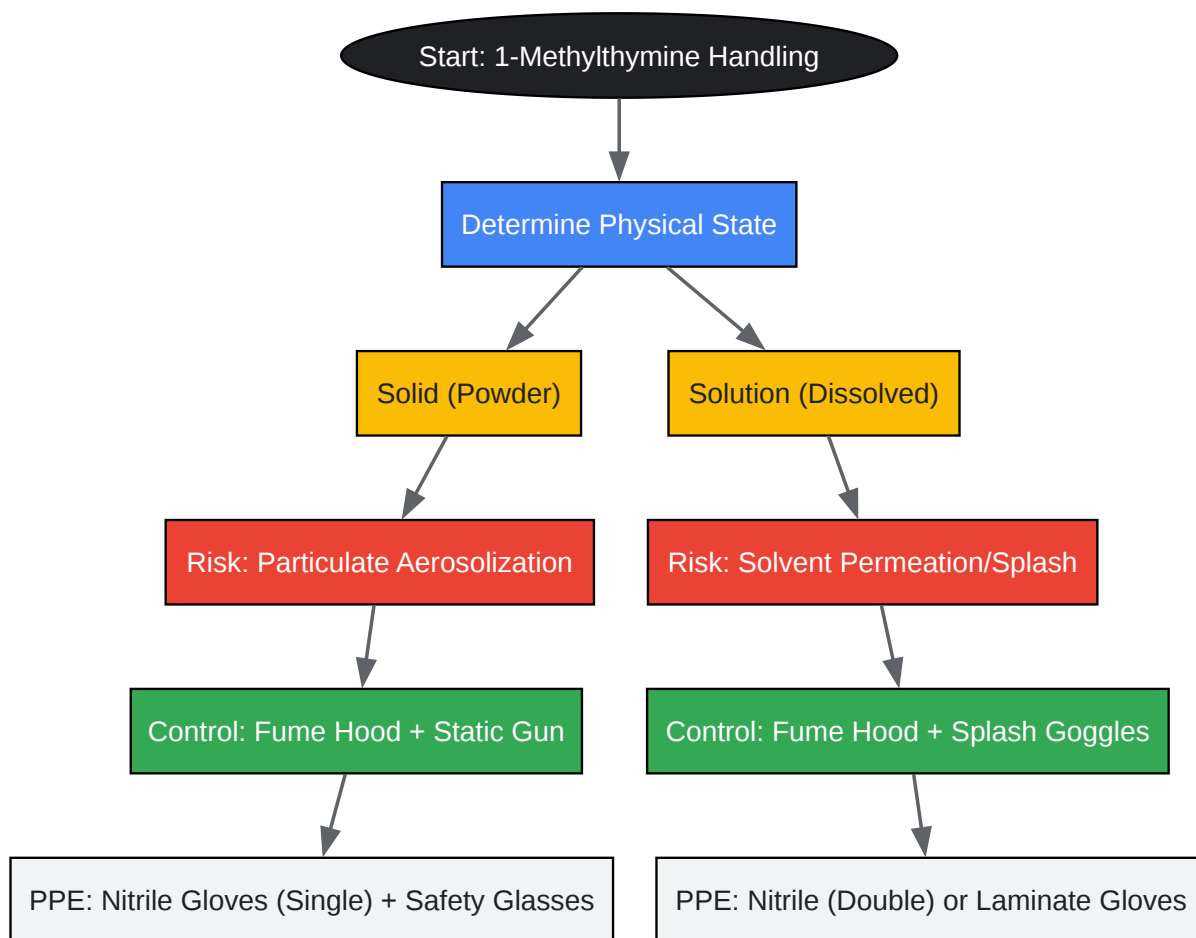 Start: 1-Methylthymine Handling
Determine Physical State
Solid (Powder)
Solution (Dissolved)
Risk: Particulate Aerosolization
Risk: Solvent Permeation/Splash
Control: Fume Hood + Static Gun
Control: Fume Hood + Splash Goggles
PPE: Nitrile Gloves (Single) + Safety Glasses
PPE: Nitrile (Double) or Laminate Gloves